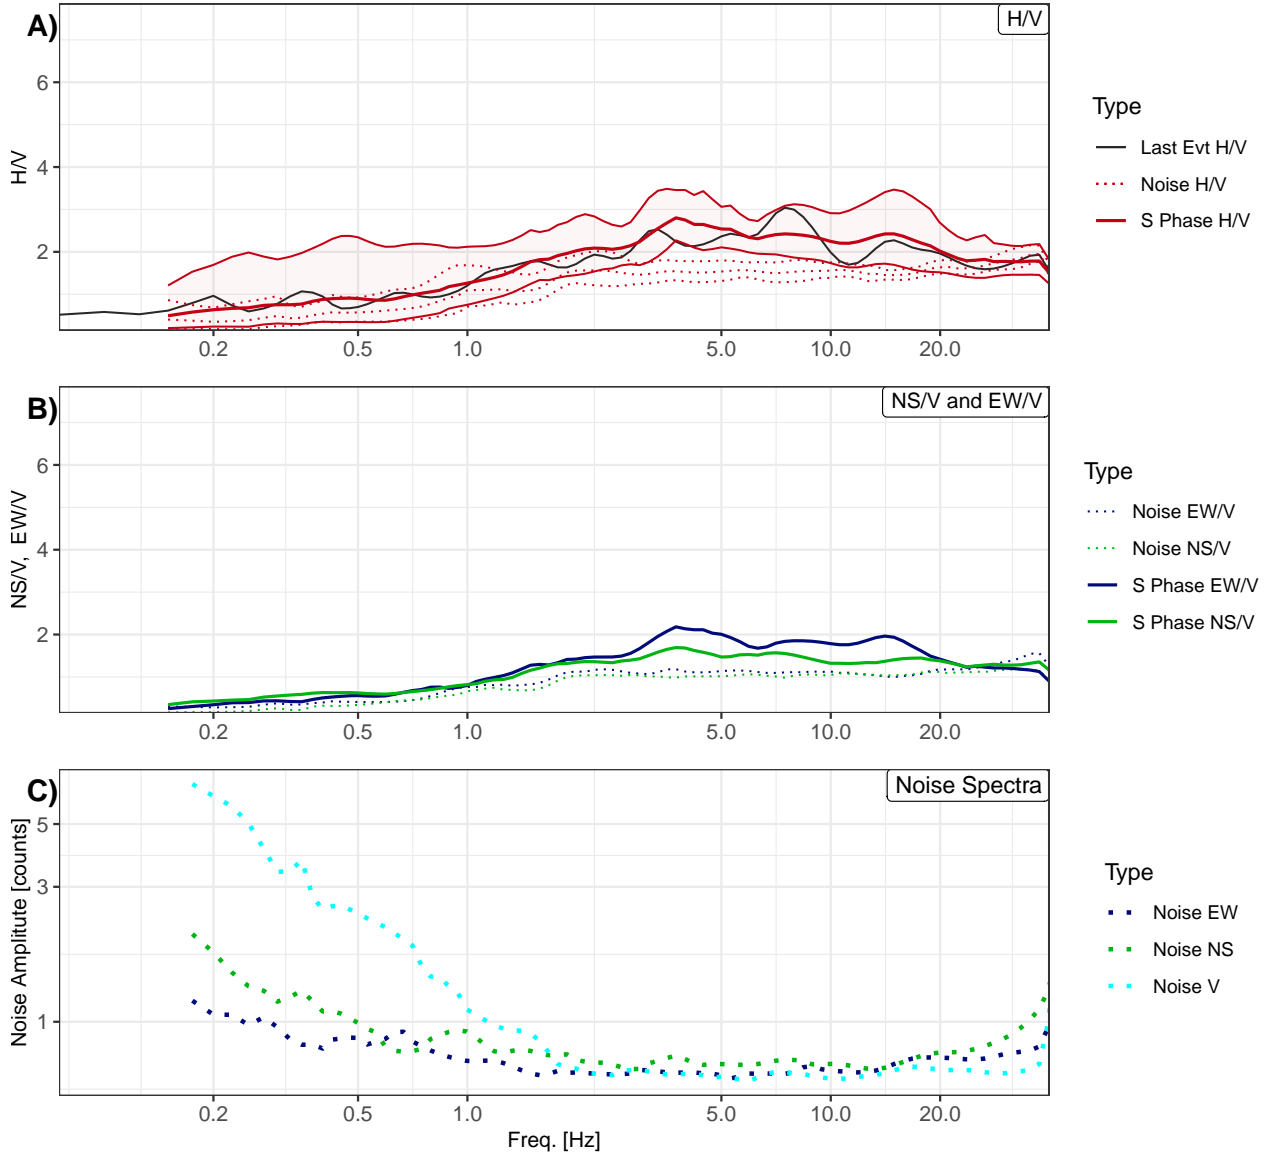 A)
H/V
H/V
6
4
2
0.2 0.5 1.0 5.0 10.0 20.0
Type
Last Evt H/V
Noise H/V
S Phase H/V
B)
NS/V and EW/V
NS/V, EW/V
6
4
2
0.2 0.5 1.0 5.0 10.0 20.0
Type
Noise EW/V
Noise NS/V
S Phase EW/V
S Phase NS/V
C)
Noise Spectra
Noise Amplitude [counts]
5
3
1
0.2 0.5 1.0 5.0 10.0 20.0
Freq. [Hz]
Type
Noise EW
Noise NS
Noise V